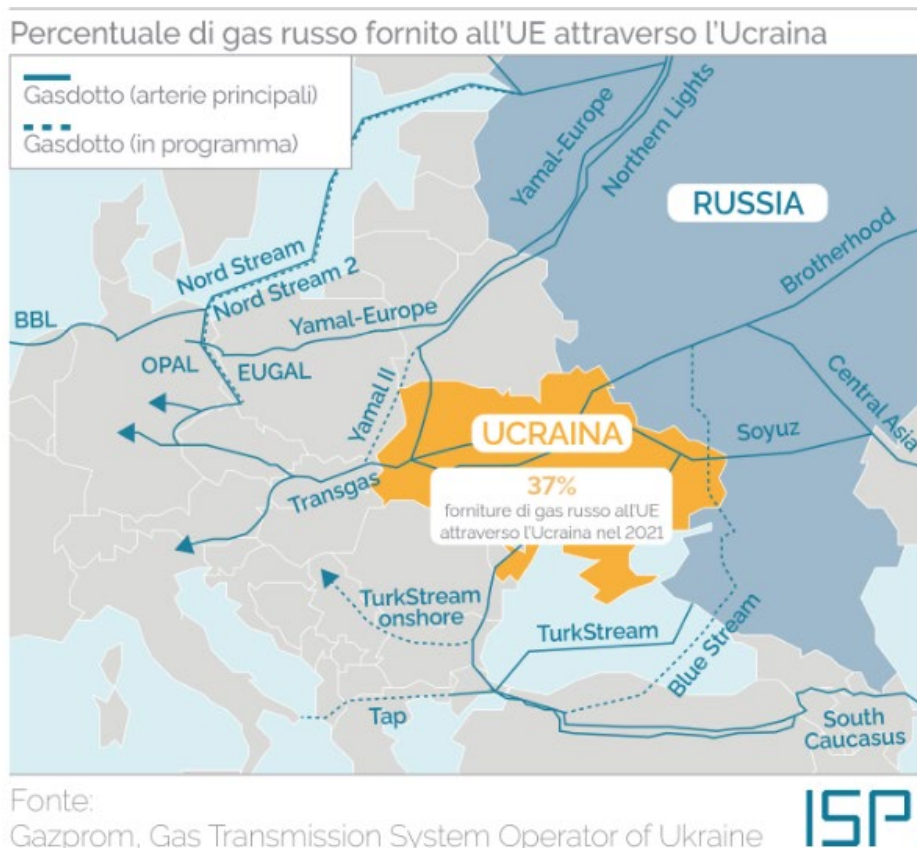 Percentuale di gas russo fornito all'UE attraverso l'Ucraina
Gasdotto (arterie principali)
Gasdotto (in programma)
Yamal-Europe
Northern Lights
RUSSIA
Brotherhood
Nord Stream
Nord Stream 2
BBL
Yamal-Europe
OPAL
EUGAL
Yamal II
Central Asia
UCRAINA
Soyuz
Transgas
37%
forniture di gas russo all'UE
attraverso l'Ucraina nel 2021
TurkStream
onshore
TurkStream
Blue Stream
Tap
South
Caucasus
Fonte:
Gazprom, Gas Transmission System Operator of Ukraine
ISP